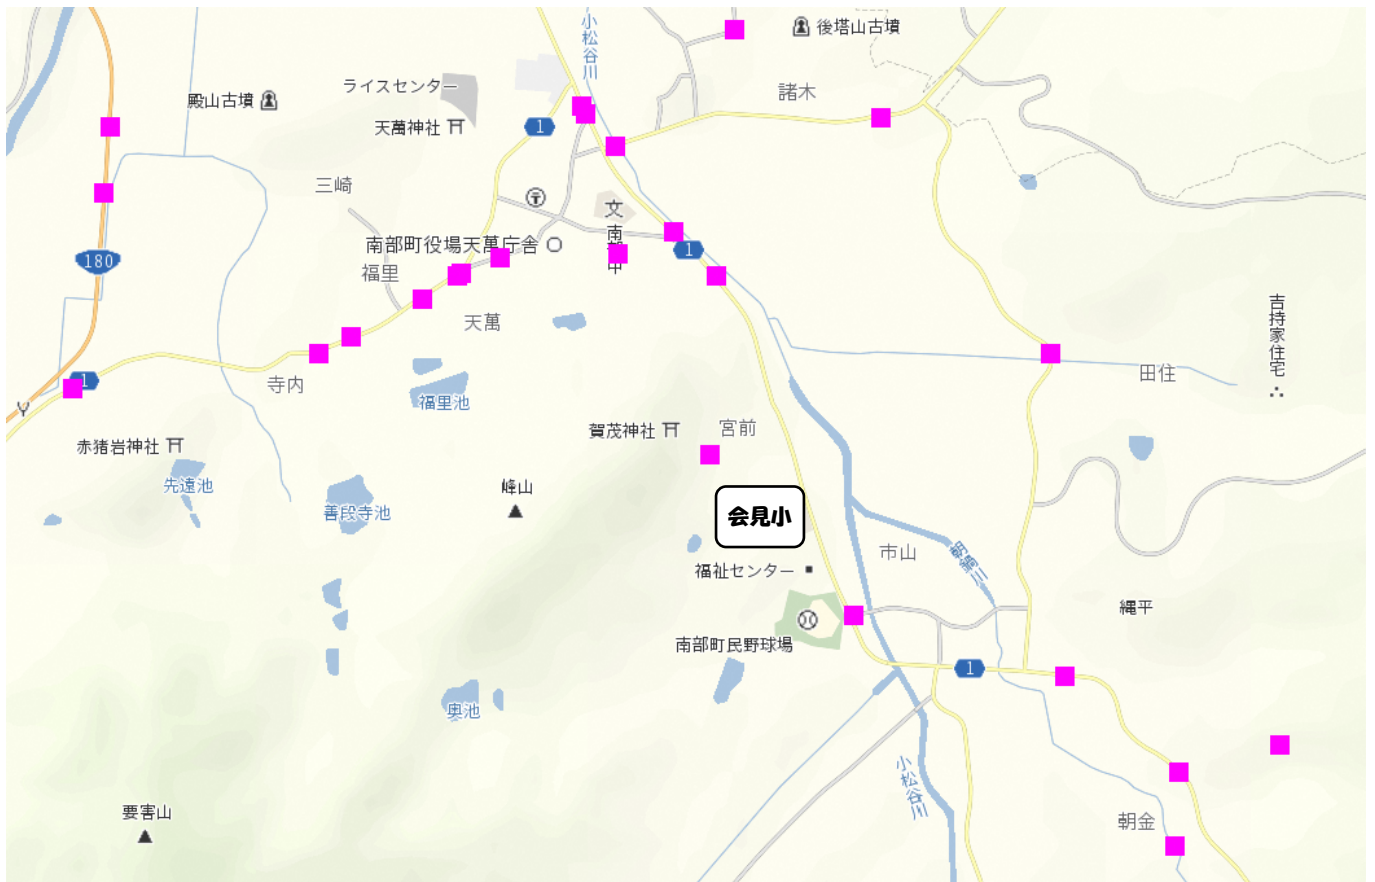 小松谷川
後塔山古墳
ライスセンター
諸木
殿山古墳
天萬神社
1
三崎
文
南部中
南部町役場天萬庁舎
1
180
福里
吉持家住宅
天萬
田住
1
寺内
福里池
賀茂神社
宮前
赤猪岩神社
先遠池
峰山
善段寺池
会見小
市山
朝鍋川
福祉センター
縄平
南部町民野球場
1
奥池
小松谷川
要害山
朝金